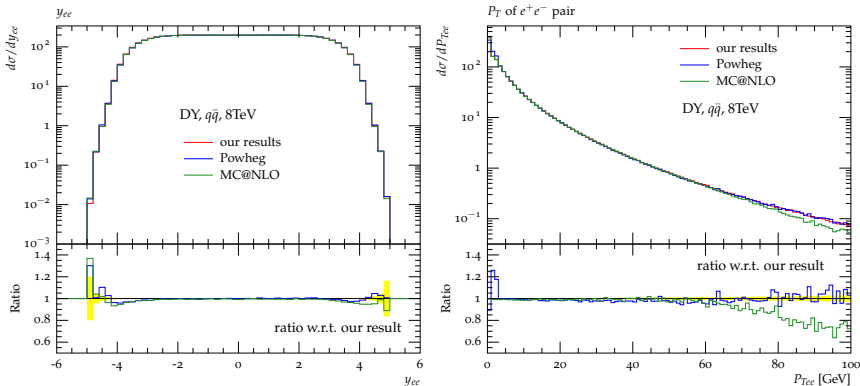 y_ee
dσ/dy_ee
10^2
10^1
1
10^−1
10^−2
10^−3
DY, qq̄, 8TeV
our results
Powheg
MC@NLO
1.4
1.2
1
0.8
0.6
Ratio
ratio w.r.t. our result
-6 -4 -2 0 2 4 6
y_ee
P_T of e^+e^− pair
dσ/dP_Tee
10^2
10^1
1
10^−1
our results
Powheg
MC@NLO
DY, qq̄, 8TeV
1.4
1.2
1
0.8
0.6
Ratio
ratio w.r.t. our result
0 20 40 60 80 100
P_Tee [GeV]